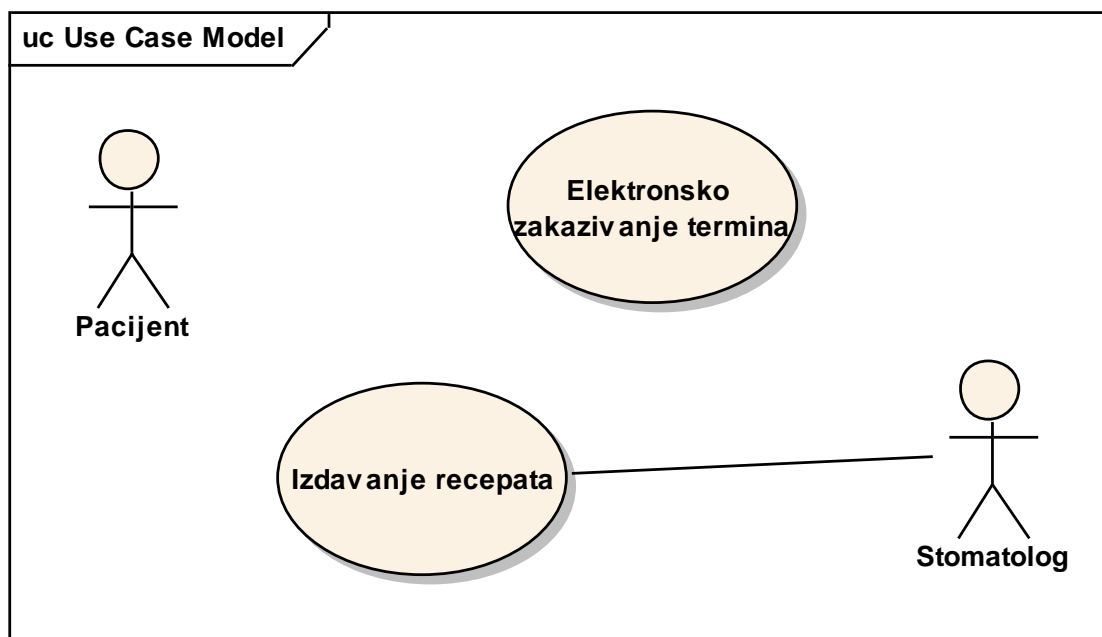 uc Use Case Model
Elektronsko
zakazivanje termina
Pacijent
Izdavanje recepata
Stomatolog